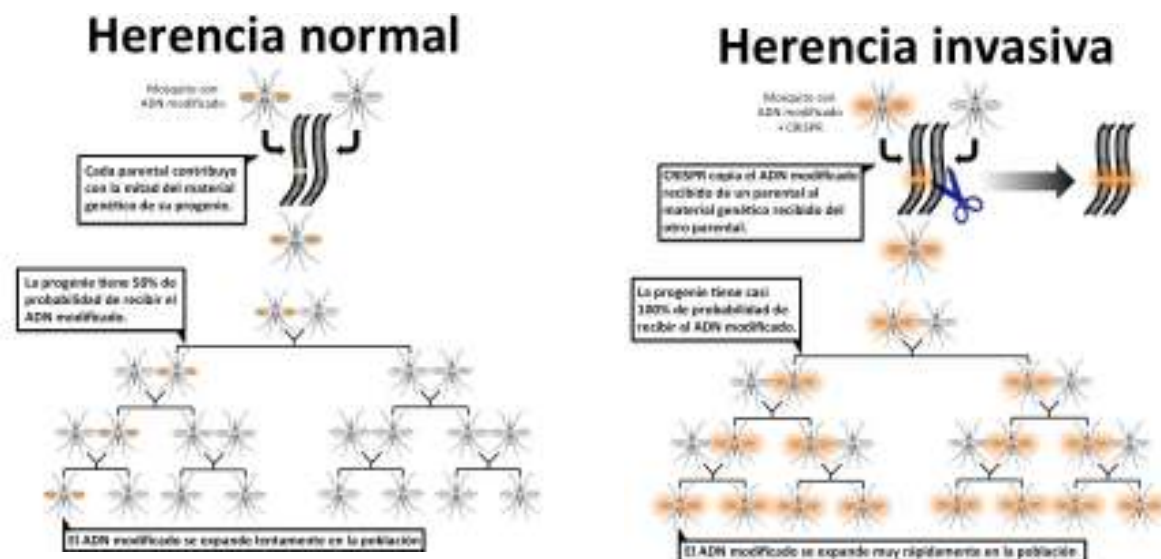 Herencia normal
Mosquito con
ADN modificado
Cada parental contribuye
con la mitad del material
genético de su progenie.
La progenie tiene 50% de
probabilidad de recibir el
ADN modificado.
El ADN modificado se expande lentamente en la población
Herencia invasiva
Mosquito con
ADN modificado
+ CRISPR
CRISPR copia el ADN modificado
recibido de un parental al
material genético recibido del
otro parental.
La progenie tiene casi
100% de probabilidad de
recibir el ADN modificado.
El ADN modificado se expande muy rápidamente en la población